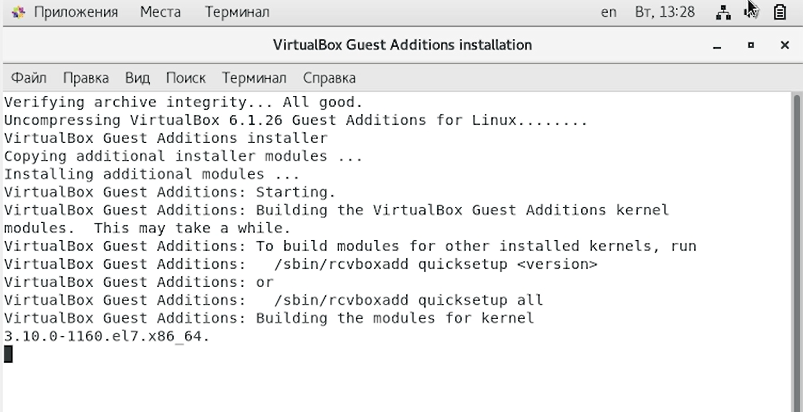 Приложения Места Терминал en Вт, 13:28
VirtualBox Guest Additions installation
Файл Правка Вид Поиск Терминал Справка
Verifying archive integrity... All good.
Uncompressing VirtualBox 6.1.26 Guest Additions for Linux........
VirtualBox Guest Additions installer
Copying additional installer modules ...
Installing additional modules ...
VirtualBox Guest Additions: Starting.
VirtualBox Guest Additions: Building the VirtualBox Guest Additions kernel
modules.  This may take a while.
VirtualBox Guest Additions: To build modules for other installed kernels, run
VirtualBox Guest Additions:   /sbin/rcvboxadd quicksetup <version>
VirtualBox Guest Additions: or
VirtualBox Guest Additions:   /sbin/rcvboxadd quicksetup all
VirtualBox Guest Additions: Building the modules for kernel
3.10.0-1160.el7.x86_64.